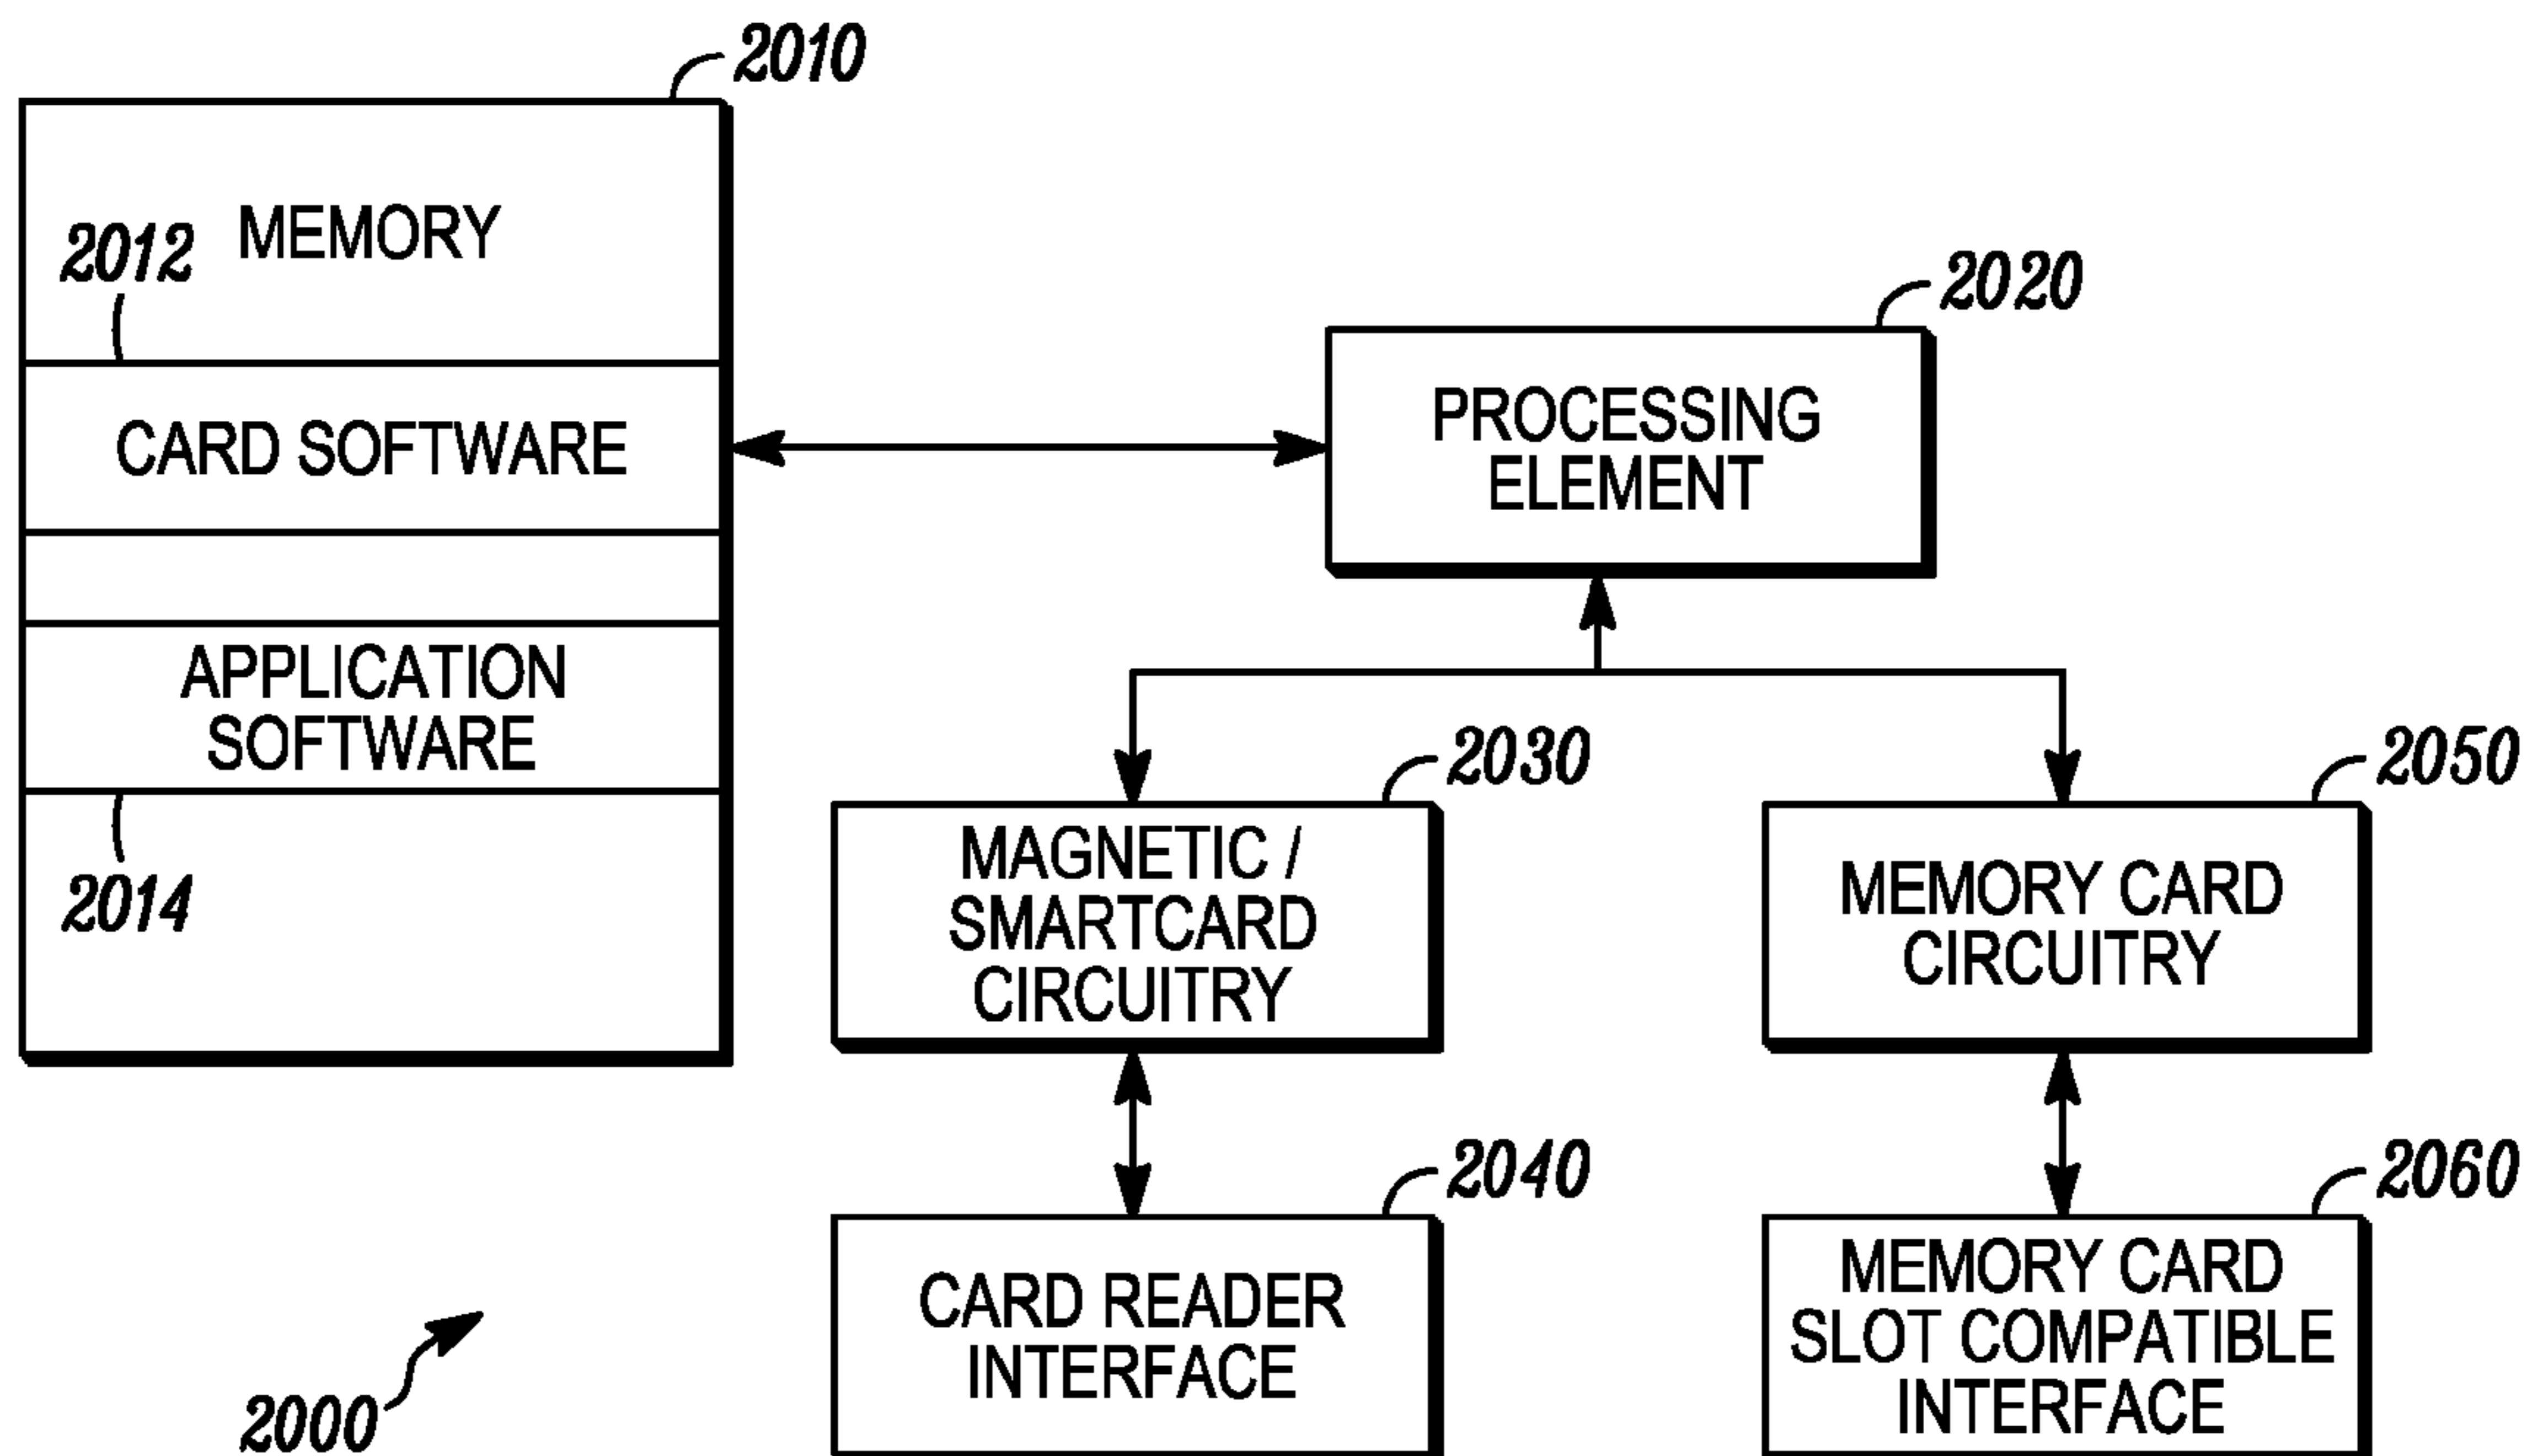 2010
MEMORY
2012
CARD SOFTWARE
APPLICATION
SOFTWARE
2014
2020
PROCESSING
ELEMENT
2030
MAGNETIC /
SMARTCARD
CIRCUITRY
2050
MEMORY CARD
CIRCUITRY
2040
CARD READER
INTERFACE
2060
MEMORY CARD
SLOT COMPATIBLE
INTERFACE
2000